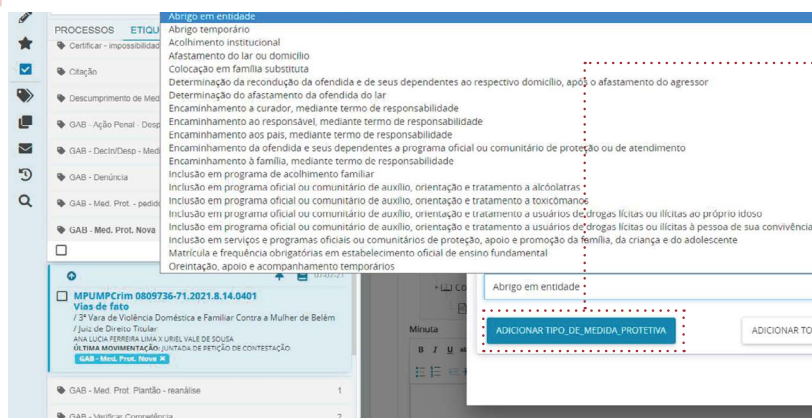 Abrigo em entidade
Abrigo temporário
Acolhimento institucional
Afastamento do lar ou domicílio
Colocação em família substituta
Determinação da recondução da ofendida e de seus dependentes ao respectivo domicílio, após o afastamento do agressor
Determinação do afastamento da ofendida do lar
Encaminhamento a curador, mediante termo de responsabilidade
Encaminhamento ao responsável, mediante termo de responsabilidade
Encaminhamento aos pais, mediante termo de responsabilidade
Encaminhamento da ofendida e seus dependentes a programa oficial ou comunitário de proteção ou de atendimento
Encaminhamento à família, mediante termo de responsabilidade
Inclusão em programa de acolhimento familiar
Inclusão em programa oficial ou comunitário de auxílio, orientação e tratamento a alcóolatras
Inclusão em programa oficial ou comunitário de auxílio, orientação e tratamento a toxicômanos
Inclusão em programa oficial ou comunitário de auxílio, orientação e tratamento a usuários de drogas lícitas ou ilícitas ao próprio idoso
Inclusão em programa oficial ou comunitário de auxílio, orientação e tratamento a usuários de drogas lícitas ou ilícitas à pessoa de sua convivência
Inclusão em serviços e programas oficiais ou comunitários de proteção, apoio e promoção da família, da criança e do adolescente
Matrícula e frequência obrigatórias em estabelecimento oficial de ensino fundamental
Oreintação, apoio e acompanhamento temporários
PROCESSOS ETIQU
Certificar - impossibilidad
Citação
Descumprimento de Med
GAB - Ação Penal - Desp
GAB - Decln/Desp - Medi
GAB - Denúncia
GAB - Med. Prot. - pedido
GAB - Med. Prot. Nova
07-02-21
MPUMPCrim 0809736-71.2021.8.14.0401
Vias de fato
/ 3ª Vara de Violência Doméstica e Familiar Contra a Mulher de Belém
/ Juiz de Direito Titular
ANA LUCIA FERREIRA LIMA X URIEL VALE DE SOUSA
ÚLTIMA MOVIMENTAÇÃO: JUNTADA DE PETIÇÃO DE CONTESTAÇÃO
GAB - Med. Prot. Nova
GAB - Med. Prot. Plantão - reanálise 1
GAB - Verificar Competência 2
Co
Minuta
B I U
Abrigo em entidade
ADICIONAR TIPO_DE_MEDIDA_PROTETIVA
ADICIONAR TO